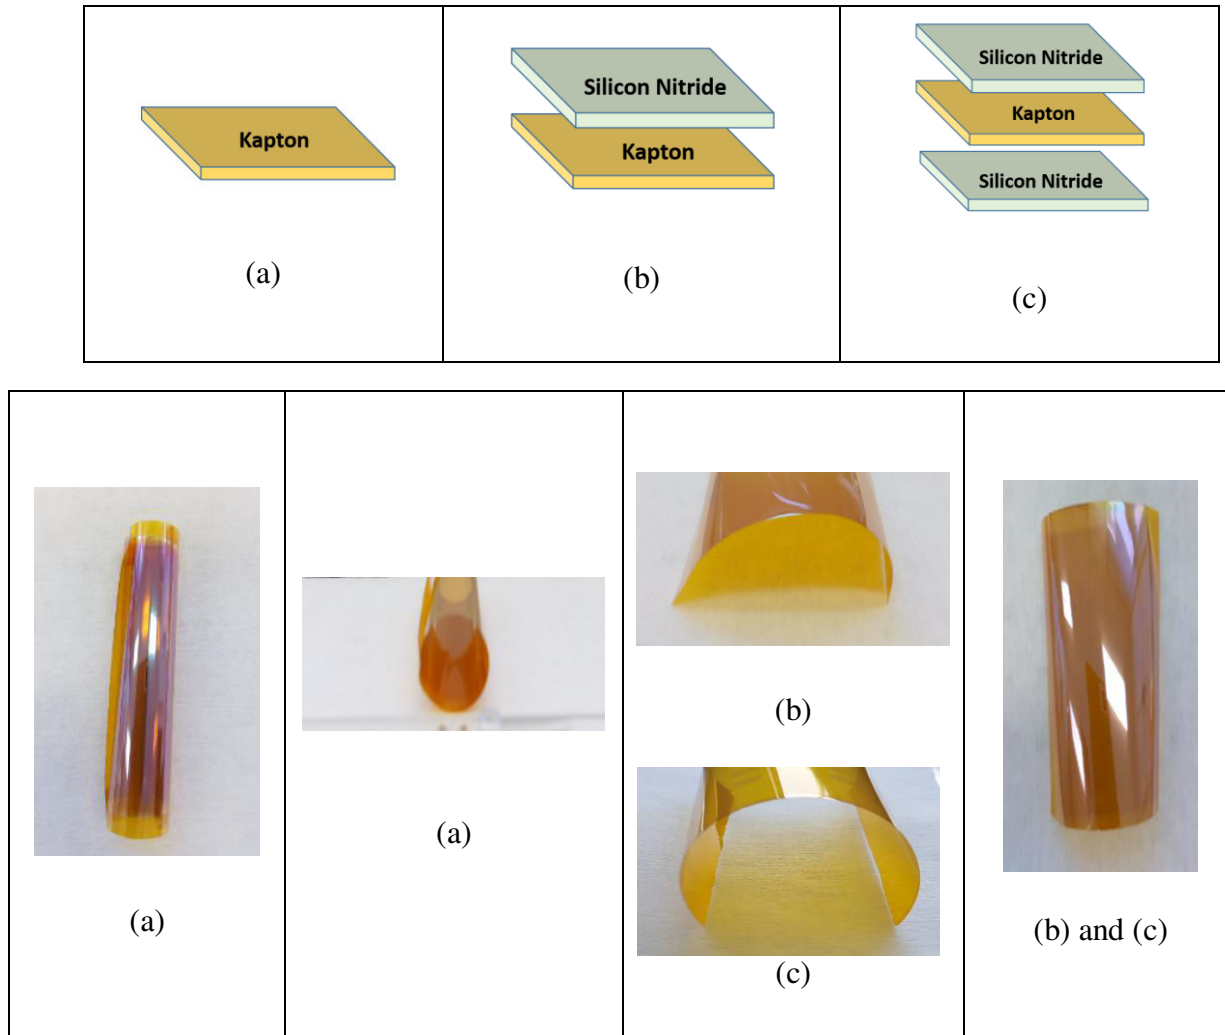 Kapton
(a)
Silicon Nitride
Kapton
(b)
Silicon Nitride
Kapton
Silicon Nitride
(c)
(a)
(a)
(b)
(c)
(b) and (c)